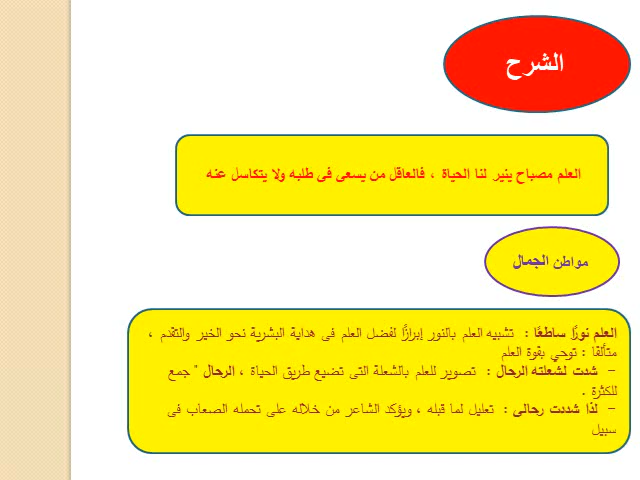 الشرح
العلم مصباح ينير لنا الحياة ، فالعاقل من يسعى فى طلبه ولا يتكاسل عنه
مواطن الجمال
العلم نورًا ساطعًا : تشبيه العلم بالنور إبرازًا لفضل العلم فى هداية البشرية نحو الخير والتقدم ،
متألقا : توحي بقوة العلم
- شدت لشعلته الرحال : تصوير للعلم بالشعلة التى تضيع طريق الحياة ، الرحال " جمع
للكثرة .
- لذا شددت رحالى : تعليل لما قبله ، ويؤكد الشاعر من خلاله على تحمله الصعاب فى
سبيل